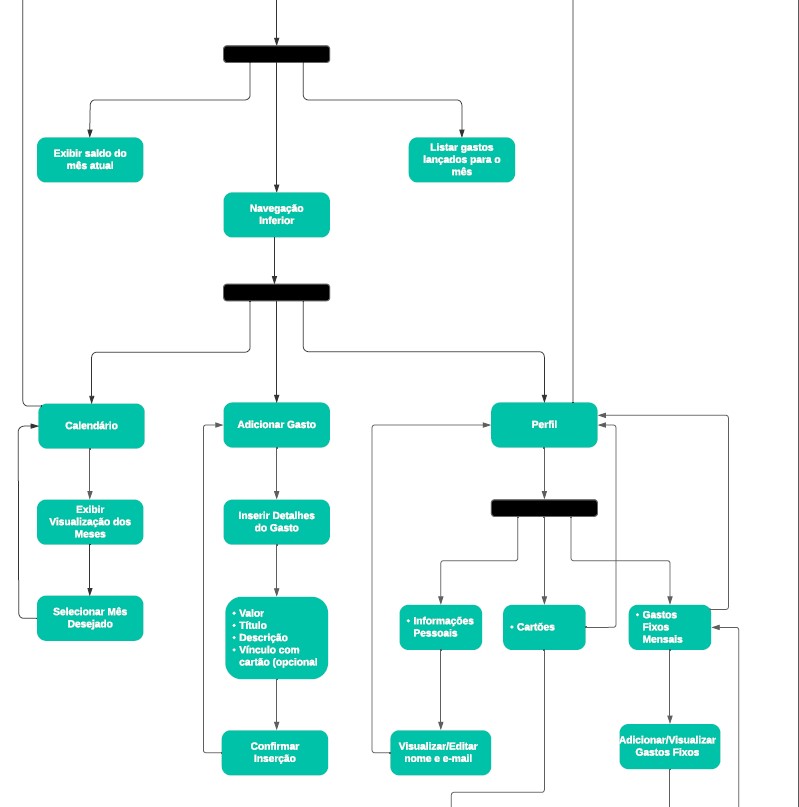 Exibir saldo do
mês atual
Listar gastos
lançados para o
mês
Navegação
Inferior
Calendário
Adicionar Gasto
Perfil
Exibir
Visualização dos
Meses
Inserir Detalhes
do Gasto
Selecionar Mês
Desejado
• Valor
• Título
• Descrição
• Vínculo com
cartão (opcional
• Informações
Pessoais
• Cartões
• Gastos
Fixos
Mensais
Confirmar
Inserção
Visualizar/Editar
nome e e-mail
Adicionar/Visualizar
Gastos Fixos